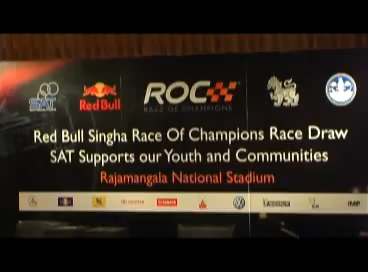 SAT
Red Bull
ROC
RACE OF CHAMPIONS
Red Bull Singha Race Of Champions Race Draw
SAT Supports our Youth and Communities
Rajamangala National Stadium